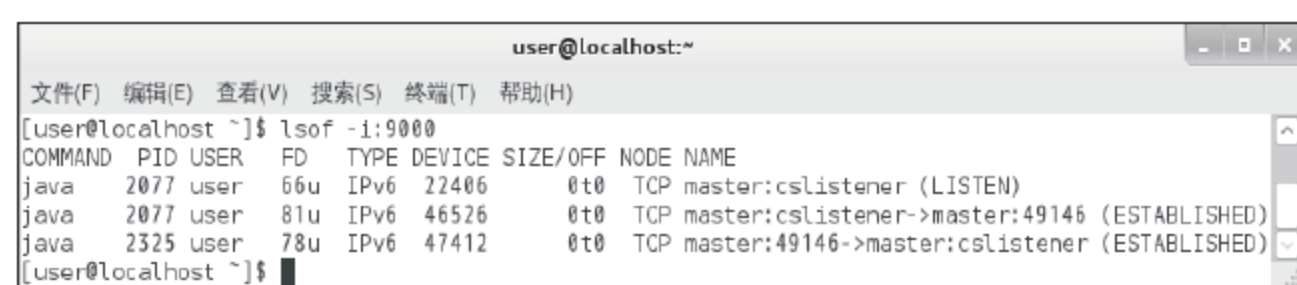 user@localhost:~
文件(F) 编辑(E) 查看(V) 搜索(S) 终端(T) 帮助(H)
[user@localhost ~]$ lsof -i:9000
COMMAND PID USER FD TYPE DEVICE SIZE/OFF NODE NAME
java 2077 user 66u IPv6 22406 0t0 TCP master:cslistener (LISTEN)
java 2077 user 81u IPv6 46526 0t0 TCP master:cslistener->master:49146 (ESTABLISHED)
java 2325 user 78u IPv6 47412 0t0 TCP master:49146->master:cslistener (ESTABLISHED)
[user@localhost ~]$